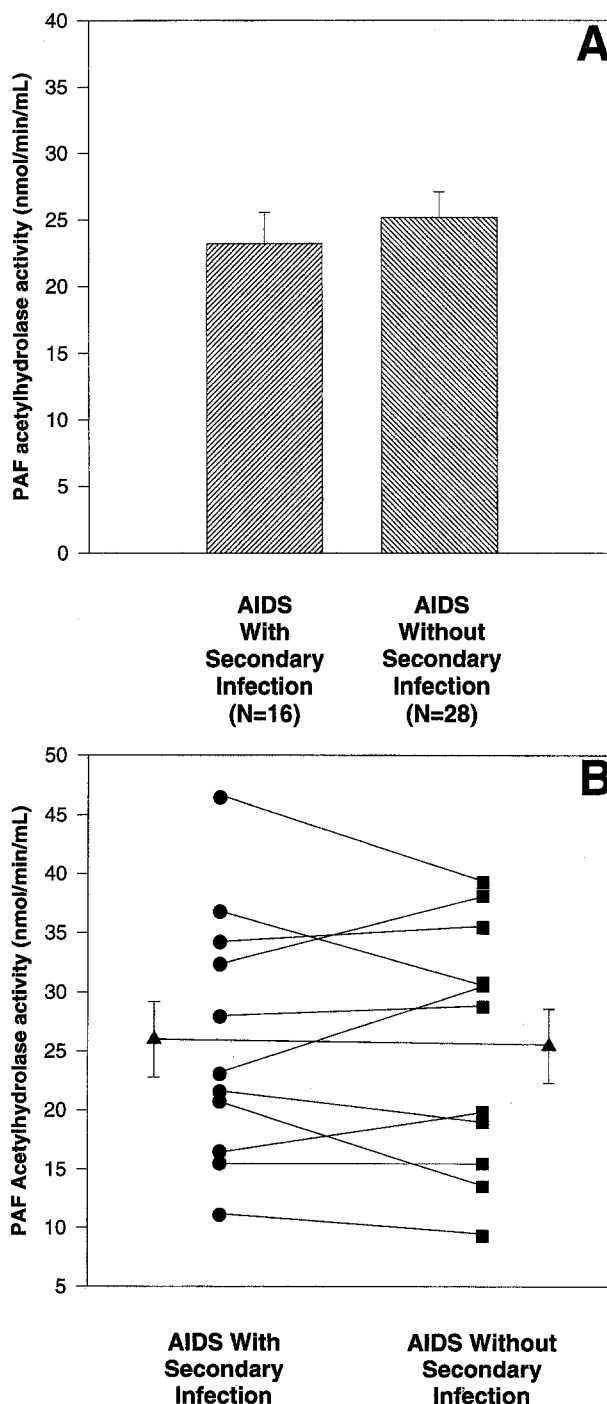 A
PAF acetylhydrolase activity (nmol/min/mL)
40
35
30
25
20
15
10
5
0
AIDS
With
Secondary
Infection
(N=16)
AIDS
Without
Secondary
Infection
(N=28)
B
PAF Acetylhydrolase activity (nmol/min/mL)
50
45
40
35
30
25
20
15
10
5
AIDS With
Secondary
Infection
AIDS Without
Secondary
Infection